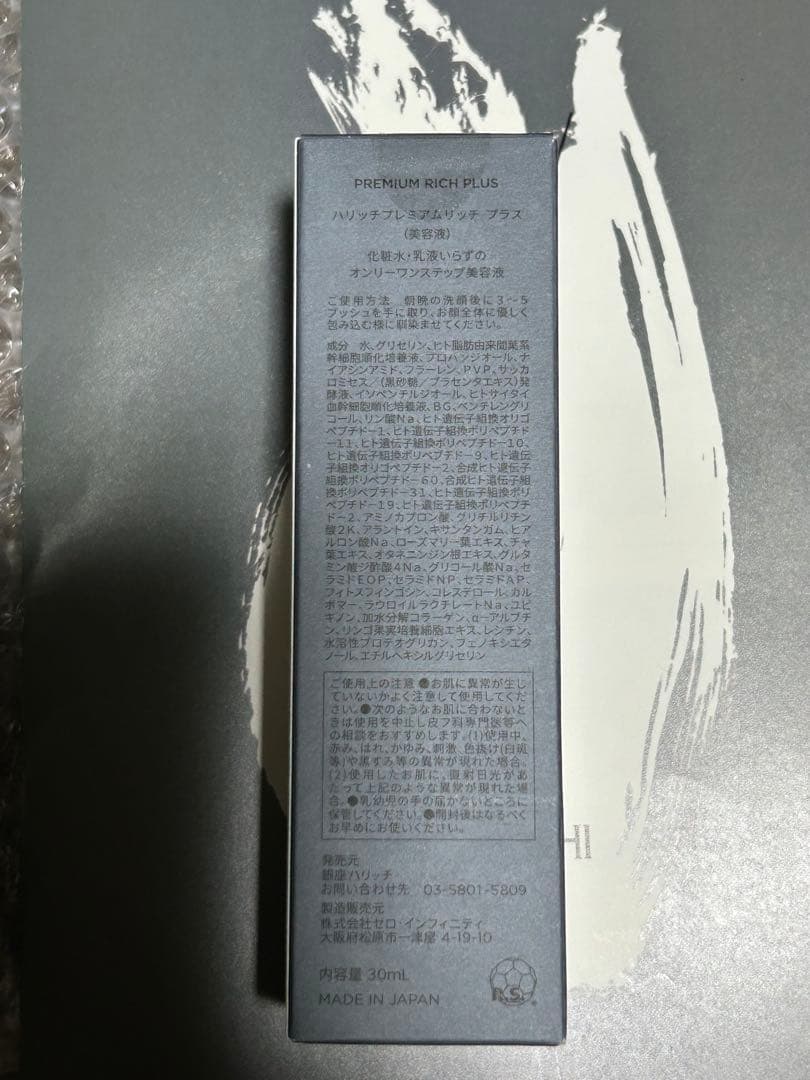 PREMIUM RICH PLUS
ハリッチプレミアムリッチ プラス
(美容液)
化粧水・乳液いらずの
オンリーワンステップ美容液
ご使用方法 朝晩の洗顔後に3〜5
プッシュを手に取り、お顔全体に優しく
包み込む様に馴染ませてください。
成分 水、グリセリン、ヒト脂肪由来間葉系
幹細胞順化培養液、プロパンジオール、ナ
イアシンアミド、フラーレン、PVP、サッカ
ロミセス／(黒砂糖／プラセンタエキス)発
酵液、イソペンチルジオール、ヒトサイタイ
血幹細胞順化培養液、BG、ペンチレングリ
コール、リン酸Na、ヒト遺伝子組換オリゴ
ペプチド－1、ヒト遺伝子組換ポリペプチド
－11、ヒト遺伝子組換ポリペプチド－10、
ヒト遺伝子組換ポリペプチド－9、ヒト遺伝
子組換オリゴペプチド－2、合成ヒト遺伝子
組換ポリペプチド－60、合成ヒト遺伝子組
換ポリペプチド－31、ヒト遺伝子組換ポリ
ペプチド－19、ヒト遺伝子組換ポリペプチ
ド－2、アミノカプロン酸、グリチルリチン
酸2K、アラントイン、キサンタンガム、ヒア
ルロン酸Na、ローズマリー葉エキス、チャ
葉エキス、オタネニンジン根エキス、グルタ
ミン酸ジ酢酸4Na、グリコール酸Na、セ
ラミドEOP、セラミドNP、セラミドAP、
フィトスフィンゴシン、コレステロール、カル
ボマー、ラウロイルラクチレートNa、ユビ
キノン、加水分解コラーゲン、α－アルブチ
ン、リンゴ果実培養細胞エキス、レシチン、
水溶性プロテオグリカン、フェノキシエタ
ノール、エチルヘキシルグリセリン
ご使用上の注意 ●お肌に異常が生じ
ていないかよく注意して使用してくだ
さい。●次のようなお肌に合わないと
きは使用を中止し皮フ科専門医等へ
の相談をおすすめします。(1)使用中、
赤み、はれ、かゆみ、刺激、色抜け(白斑
等)や黒ずみ等の異常が現れた場合。
(2)使用したお肌に、直射日光があ
たって上記のような異常が現れた場
合。●乳幼児の手の届かないところに
保管してください。●開封後はなるべく
お早めにお使いください。
発売元
銀座ハリッチ
お問い合わせ先 03-5801-5809
製造販売元
株式会社ゼロ・インフィニティ
大阪府松原市一津屋 4-19-10
内容量 30mL
MADE IN JAPAN
R.S.
H